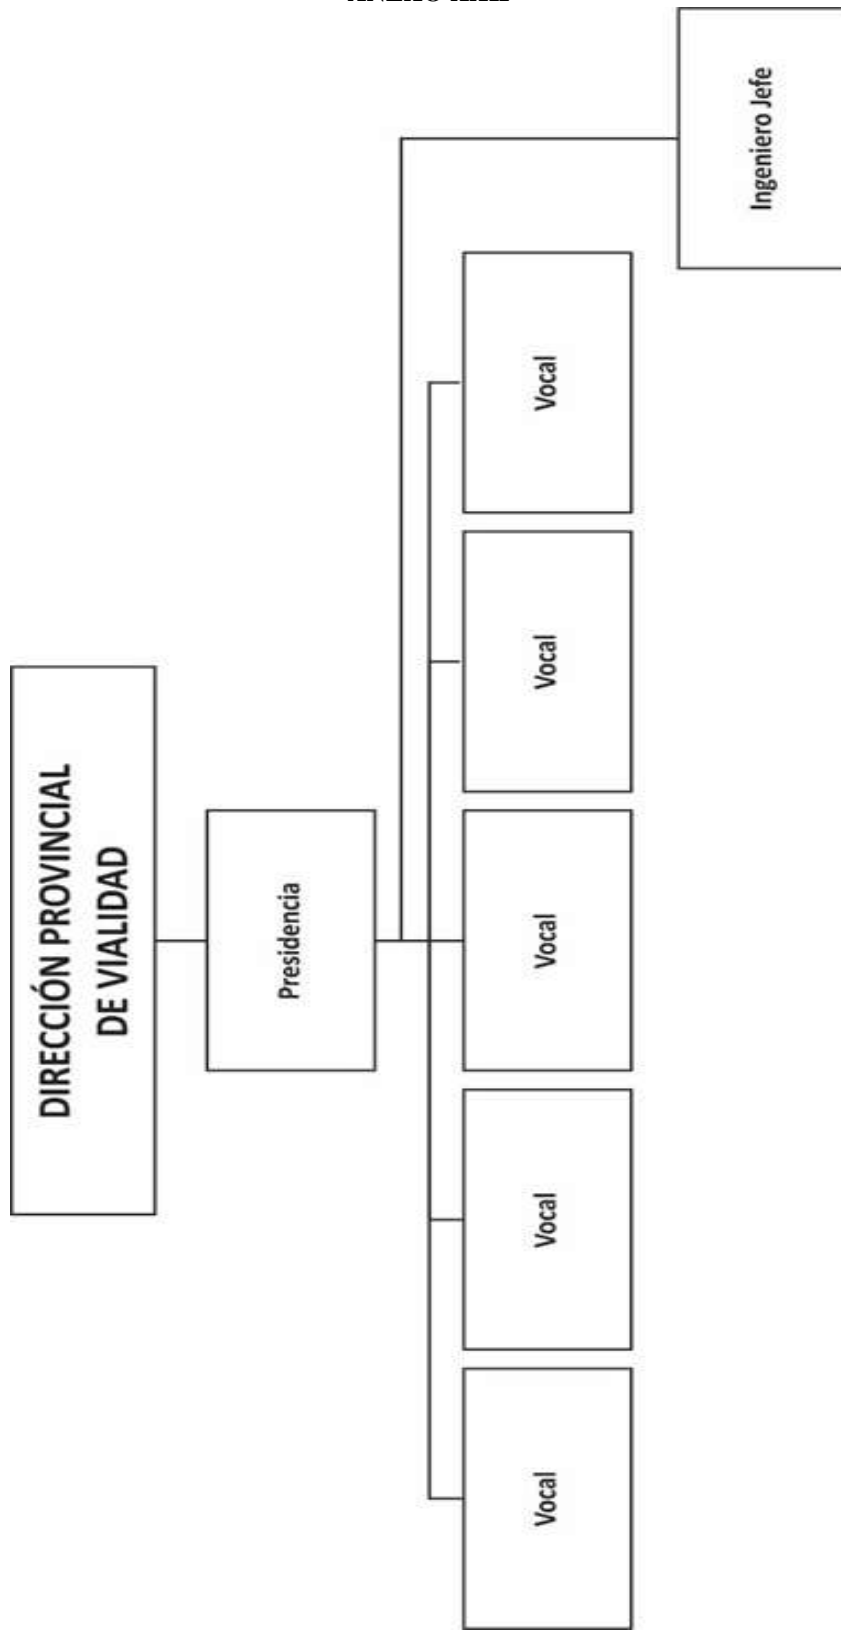 DIRECCIÓN PROVINCIAL
DE VIALIDAD
Presidencia
Vocal
Vocal
Vocal
Vocal
Vocal
Ingeniero Jefe